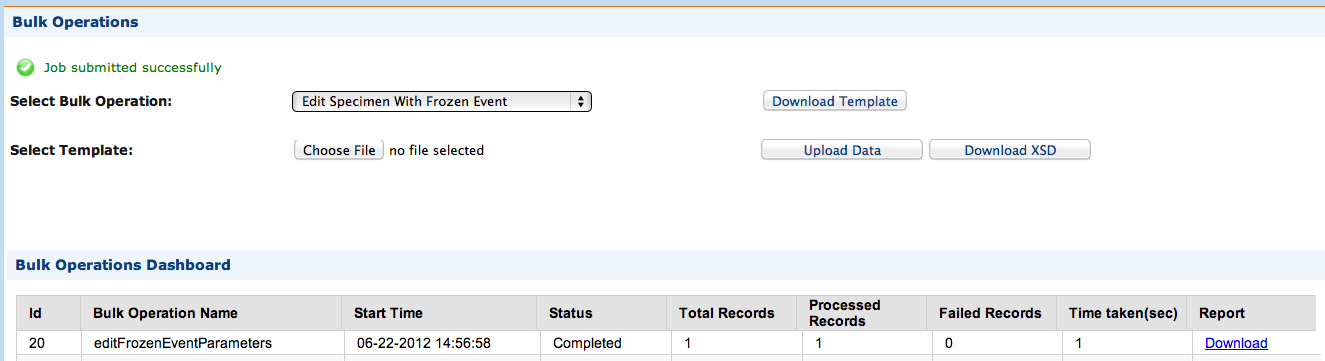 Bulk Operations
Job submitted successfully
Select Bulk Operation: Edit Specimen With Frozen Event Download Template
Select Template: Choose File no file selected Upload Data Download XSD
Bulk Operations Dashboard
Id Bulk Operation Name Start Time Status Total Records Processed Records Failed Records Time taken(sec) Report
20 editFrozenEventParameters 06-22-2012 14:56:58 Completed 1 1 0 1 Download